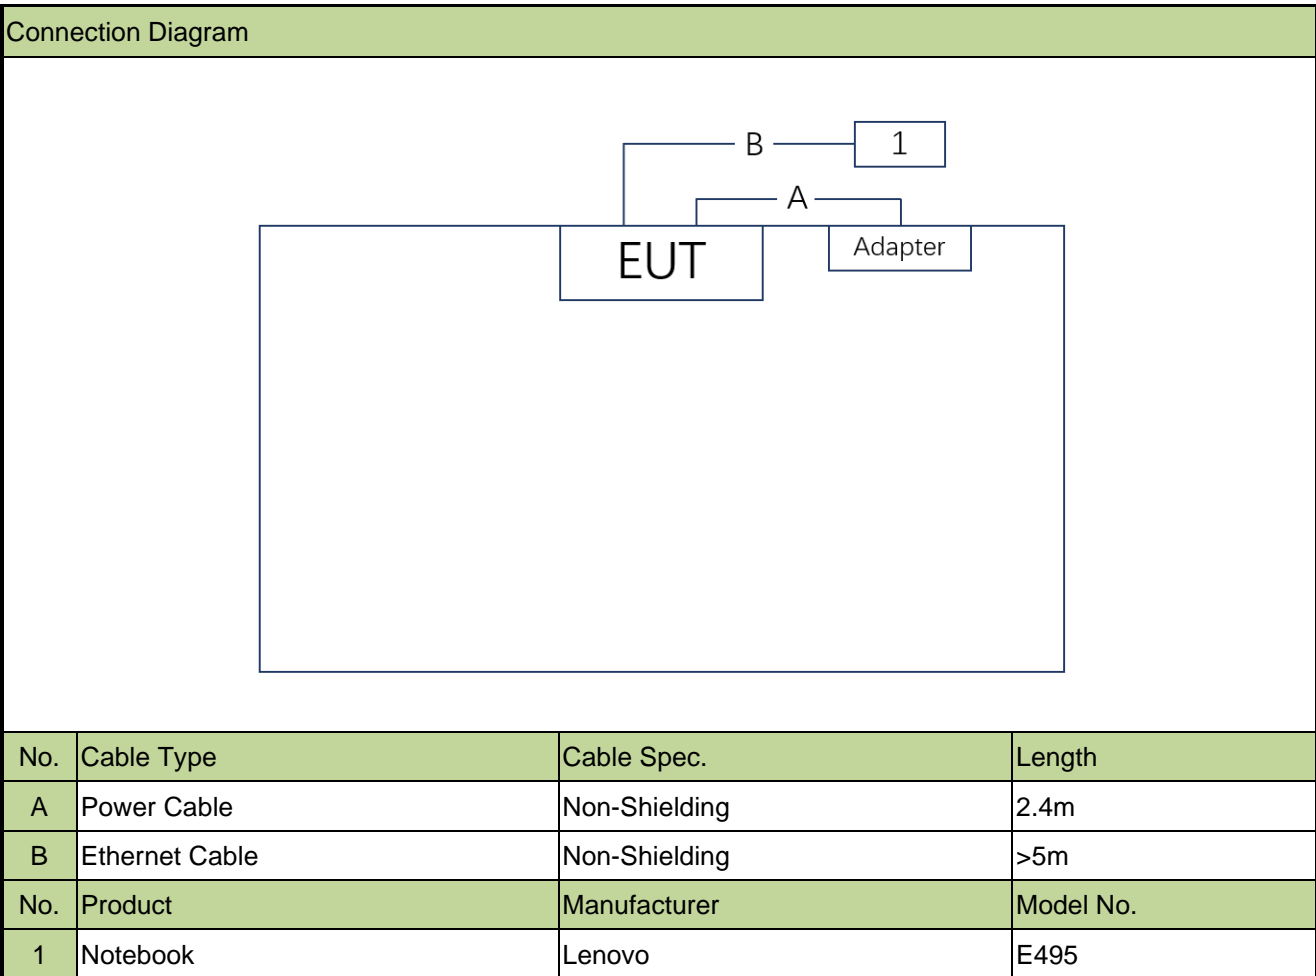 Connection Diagram
B 1
A
EUT Adapter
No. Cable Type Cable Spec. Length
A Power Cable Non-Shielding 2.4m
B Ethernet Cable Non-Shielding >5m
No. Product Manufacturer Model No.
1 Notebook Lenovo E495